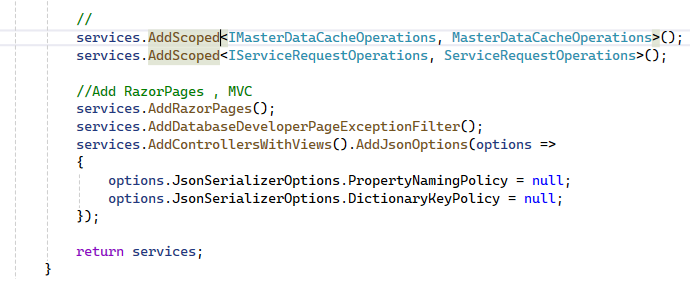 //
services.AddScoped<IMasterDataCacheOperations, MasterDataCacheOperations>();
services.AddScoped<IServiceRequestOperations, ServiceRequestOperations>();
//Add RazorPages , MVC
services.AddRazorPages();
services.AddDatabaseDeveloperPageExceptionFilter();
services.AddControllersWithViews().AddJsonOptions(options =>
{
options.JsonSerializerOptions.PropertyNamingPolicy = null;
options.JsonSerializerOptions.DictionaryKeyPolicy = null;
});
return services;
}